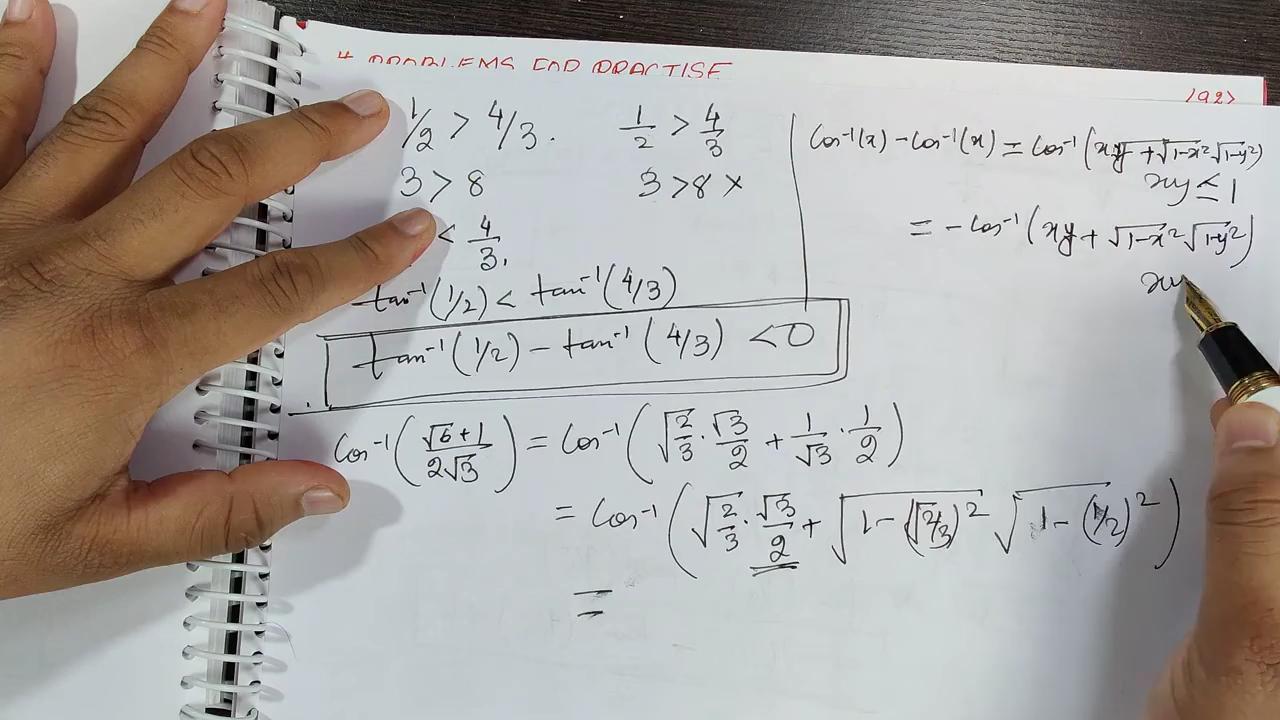 4 PROBLEMS END PRACTISE
(92)
1/2 > 4/3. 1/2 > 4/3
3 > 8 3 > 8 ×
< 4/3.
tan⁻¹(1/2) < tan⁻¹(4/3)
tan⁻¹(1/2) − tan⁻¹(4/3) < 0
Cos⁻¹(x) − Cos⁻¹(x) = Cos⁻¹(xy + √1−x² √1−y²)
xy ≤ 1
= − Cos⁻¹(xy + √1−x² √1−y²)
xy
Cos⁻¹((√6 + 1)/(2√3)) = Cos⁻¹(√2/3 · √3/2 + 1/√3 · 1/2)
= Cos⁻¹(√2/3 · √3/2 + √1−(√2/3)² √1−(1/2)²)
=